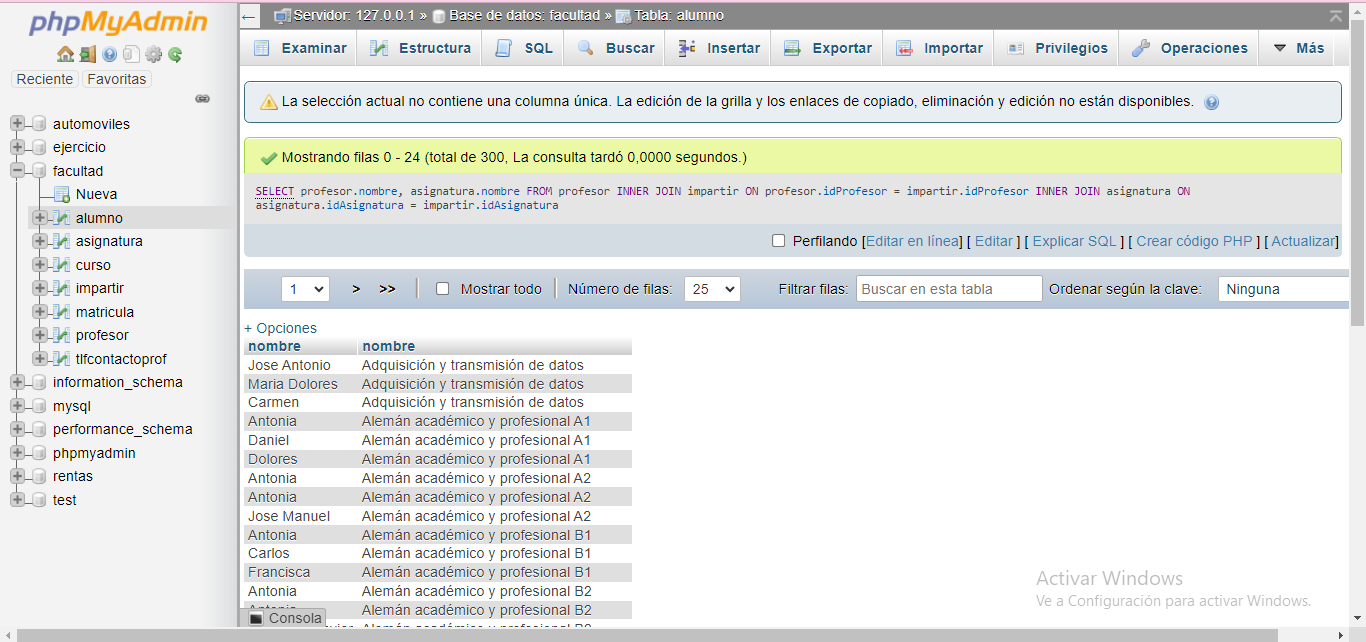 phpMyAdmin
Reciente Favoritas
automoviles
ejercicio
facultad
Nueva
alumno
asignatura
curso
impartir
matricula
profesor
tlfcontactoprof
information_schema
mysql
performance_schema
phpmyadmin
rentas
test
Servidor: 127.0.0.1 » Base de datos: facultad » Tabla: alumno
Examinar Estructura SQL Buscar Insertar Exportar Importar Privilegios Operaciones Más
La selección actual no contiene una columna única. La edición de la grilla y los enlaces de copiado, eliminación y edición no están disponibles.
Mostrando filas 0 - 24 (total de 300, La consulta tardó 0,0000 segundos.)
SELECT profesor.nombre, asignatura.nombre FROM profesor INNER JOIN impartir ON profesor.idProfesor = impartir.idProfesor INNER JOIN asignatura ON
asignatura.idAsignatura = impartir.idAsignatura
Perfilando [Editar en línea] [ Editar ] [ Explicar SQL ] [ Crear código PHP ] [ Actualizar]
1 > >> Mostrar todo Número de filas: 25 Filtrar filas: Buscar en esta tabla Ordenar según la clave: Ninguna
+ Opciones
nombre nombre
Jose Antonio Adquisición y transmisión de datos
Maria Dolores Adquisición y transmisión de datos
Carmen Adquisición y transmisión de datos
Antonia Alemán académico y profesional A1
Daniel Alemán académico y profesional A1
Dolores Alemán académico y profesional A1
Antonia Alemán académico y profesional A2
Antonia Alemán académico y profesional A2
Jose Manuel Alemán académico y profesional A2
Antonia Alemán académico y profesional B1
Carlos Alemán académico y profesional B1
Francisca Alemán académico y profesional B1
Antonia Alemán académico y profesional B2
Alemán académico y profesional B2
Consola
Activar Windows
Ve a Configuración para activar Windows.